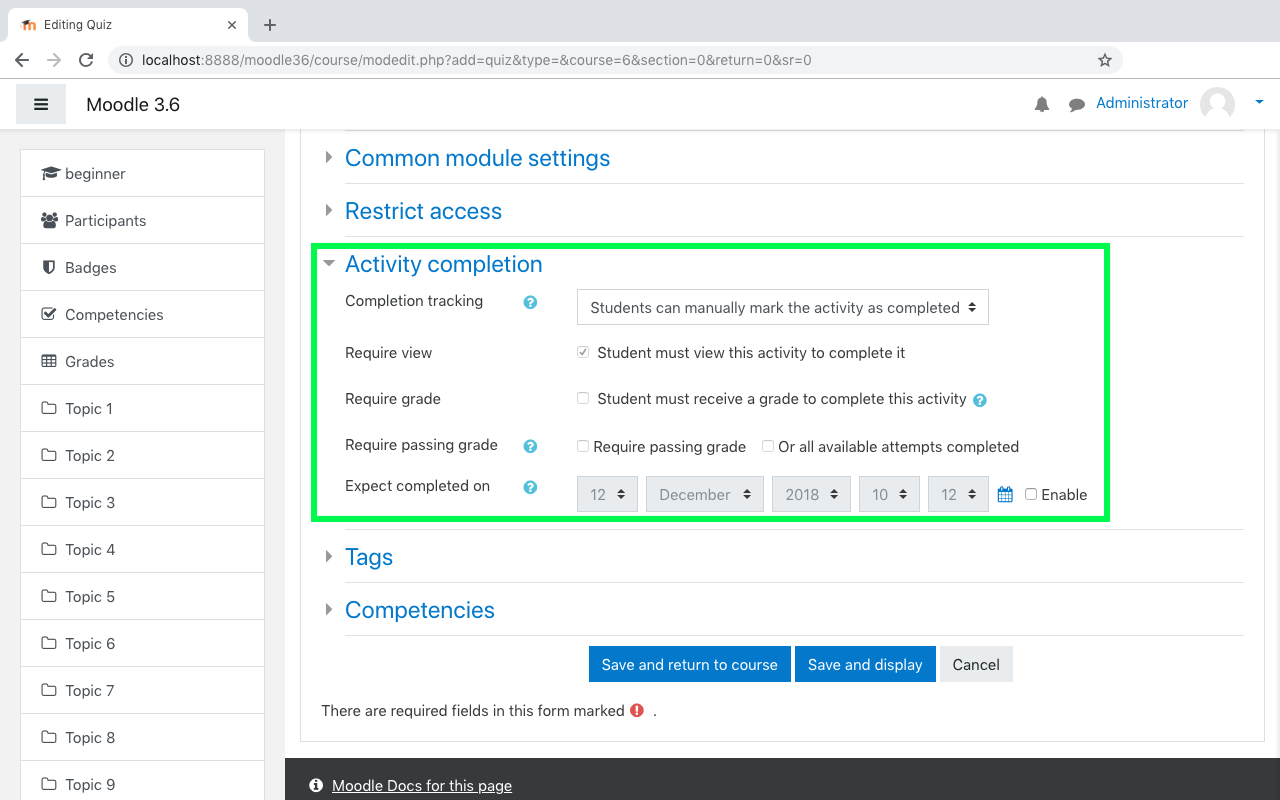 Editing Quiz
localhost:8888/moodle36/course/modedit.php?add=quiz&type=&course=6&section=0&return=0&sr=0
Moodle 3.6
Administrator
beginner
Participants
Badges
Competencies
Grades
Topic 1
Topic 2
Topic 3
Topic 4
Topic 5
Topic 6
Topic 7
Topic 8
Topic 9
Common module settings
Restrict access
Activity completion
Completion tracking ? Students can manually mark the activity as completed
Require view Student must view this activity to complete it
Require grade Student must receive a grade to complete this activity ?
Require passing grade ? Require passing grade Or all available attempts completed
Expect completed on ? 12 December 2018 10 12 Enable
Tags
Competencies
Save and return to course Save and display Cancel
There are required fields in this form marked ! .
Moodle Docs for this page